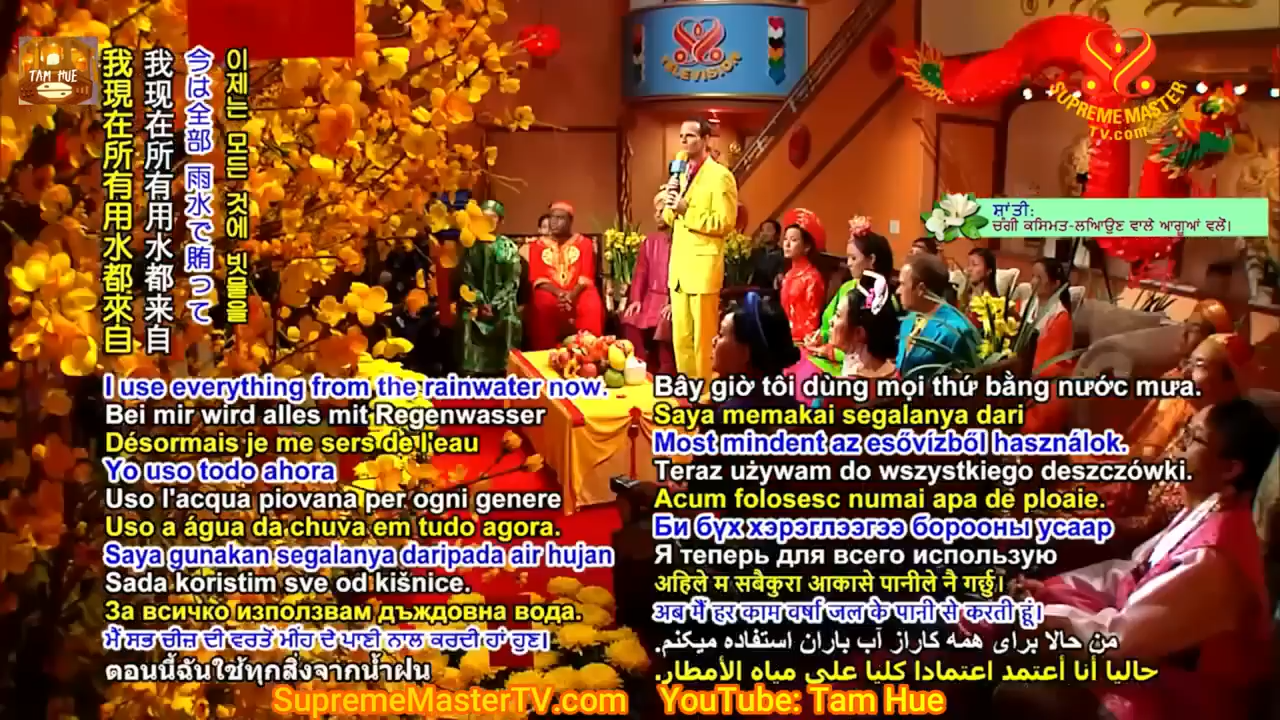 TAM HUE
我現在所有用水都來自
我现在所有用水都来自
今は全部 雨水で賄って
이제는 모든 것에 빗물을
TELEVISION
SUPREME MASTER
TV.com
ਸ਼ਾਂਤੀ:
ਚੰਗੀ ਕਸਿਮਤ-ਲਆਿਉਣ ਵਾਲੇ ਆਗੂਆਂ ਵਲੋਂ।
I use everything from the rainwater now.
Bei mir wird alles mit Regenwasser
Désormais je me sers de l'eau
Yo uso todo ahora
Uso l'acqua piovana per ogni genere
Uso a água da chuva em tudo agora.
Saya gunakan segalanya daripada air hujan
Sada koristim sve od kišnice.
За всичко използвам дъждовна вода.
ਮੈਂ ਸਭ ਚੀਜ਼ ਦੀ ਵਰਤੋਂ ਮੀਂਹ ਦੇ ਪਾਣੀ ਨਾਲ ਕਰਦੀ ਹਾਂ ਹੁਣ।
ตอนนี้ฉันใช้ทุกสิ่งจากน้ำฝน
Bây giờ tôi dùng mọi thứ bằng nước mưa.
Saya memakai segalanya dari
Most mindent az esővízből használok.
Teraz używam do wszystkiego deszczówki.
Acum folosesc numai apa de ploaie.
Би бүх хэрэглээгээ борооны усаар
Я теперь для всего использую
अहिले म सबैकुरा आकासे पानीले नै गर्छु।
अब मैं हर काम वर्षा जल के पानी से करती हूं।
من حالا برای همه کاراز آب باران استفاده میکنم.
حاليا أنا أعتمد اعتمادا كليا على مياه الأمطار.
SupremeMasterTV.com YouTube: Tam Hue